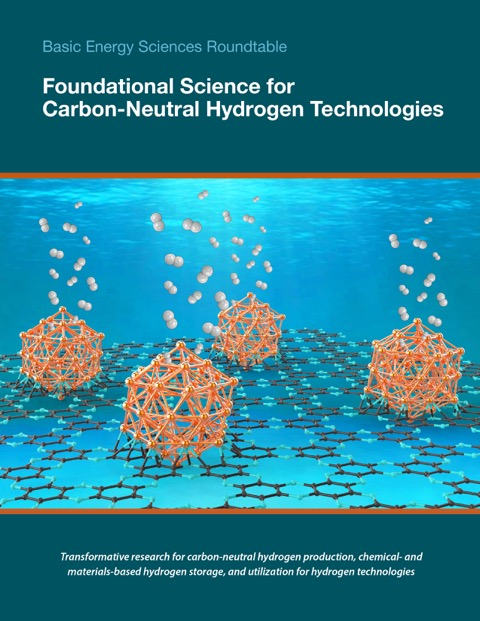 Basic Energy Sciences Roundtable
Foundational Science for
Carbon-Neutral Hydrogen Technologies
Transformative research for carbon-neutral hydrogen production, chemical- and
materials-based hydrogen storage, and utilization for hydrogen technologies